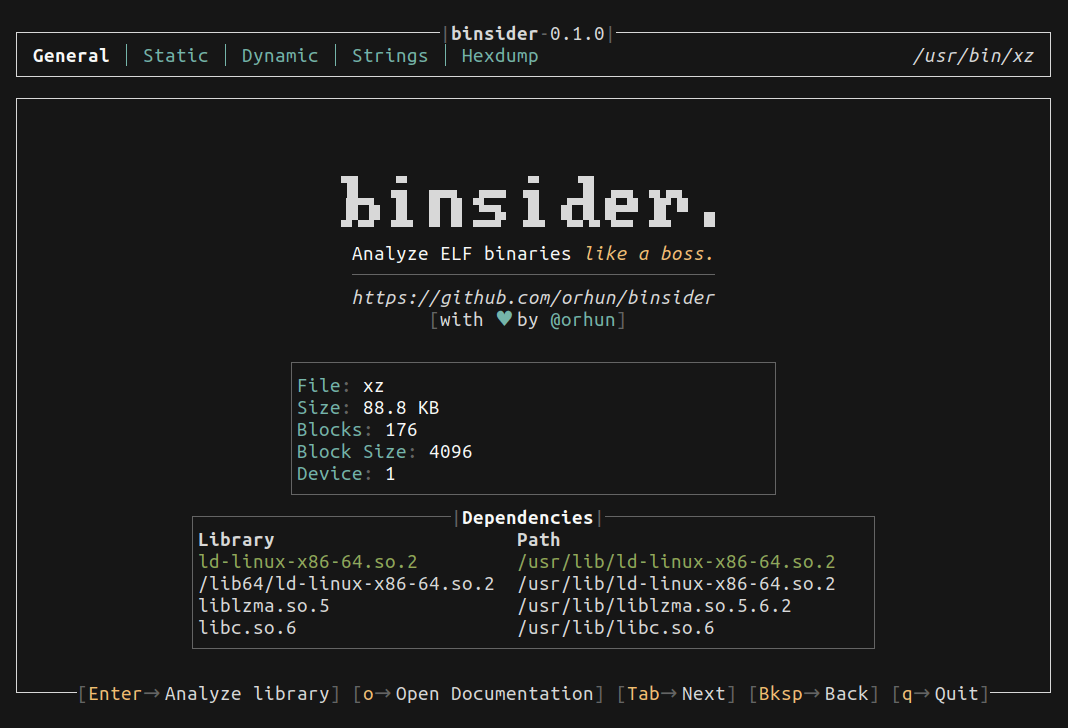 |binsider-0.1.0|
General | Static | Dynamic | Strings | Hexdump /usr/bin/xz
binsider.
Analyze ELF binaries like a boss.
https://github.com/orhun/binsider
[with ♥ by @orhun]
File: xz
Size: 88.8 KB
Blocks: 176
Block Size: 4096
Device: 1
|Dependencies|
Library Path
ld-linux-x86-64.so.2 /usr/lib/ld-linux-x86-64.so.2
/lib64/ld-linux-x86-64.so.2 /usr/lib/ld-linux-x86-64.so.2
liblzma.so.5 /usr/lib/liblzma.so.5.6.2
libc.so.6 /usr/lib/libc.so.6
[Enter→Analyze library] [o→Open Documentation] [Tab→Next] [Bksp→Back] [q→Quit]